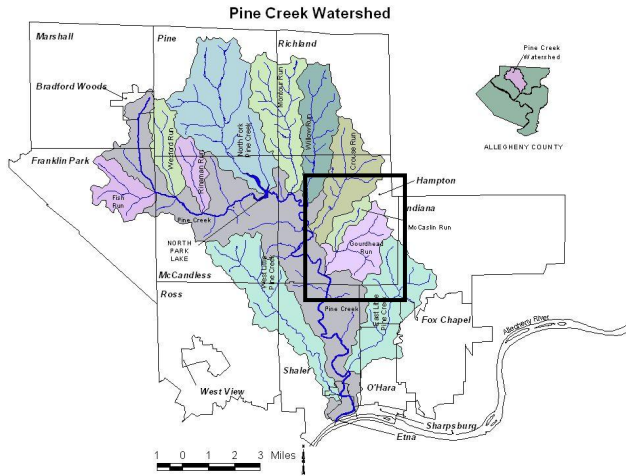 Pine Creek Watershed
Marshall
Pine
Richland
Pine Creek
Watershed
ALLEGHENY COUNTY
Bradford Woods
Franklin Park
Wexford Run
Rinaman Run
North Fork
Pine Creek
Montour Run
Willow Run
Crouse Run
Hampton
Indiana
McCaslin Run
Fish
Run
Pine Creek
Gourdhead
Run
NORTH
PARK
LAKE
McCandless
West Little
Pine Creek
Ross
Pine Creek
East Little
Pine Creek
Fox Chapel
Allegheny River
Shaler
West View
O'Hara
Sharpsburg
Etna
1 0 1 2 3 Miles